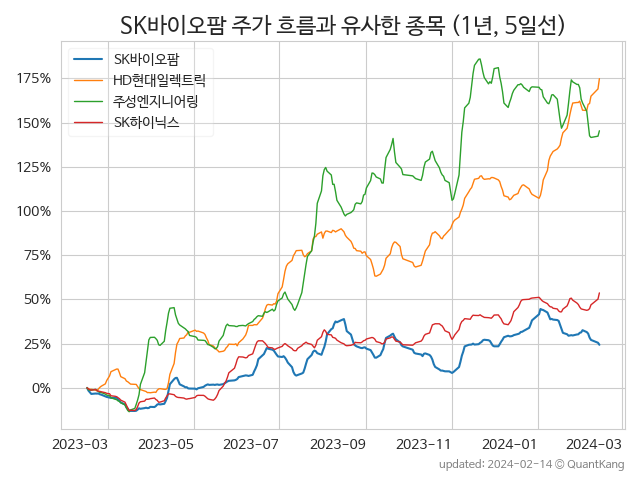 SK바이오팜 주가 흐름과 유사한 종목 (1년, 5일선)
SK바이오팜
HD현대일렉트릭
주성엔지니어링
SK하이닉스
175%
150%
125%
100%
75%
50%
25%
0%
2023-03 2023-05 2023-07 2023-09 2023-11 2024-01 2024-03
updated: 2024-02-14 © QuantKang